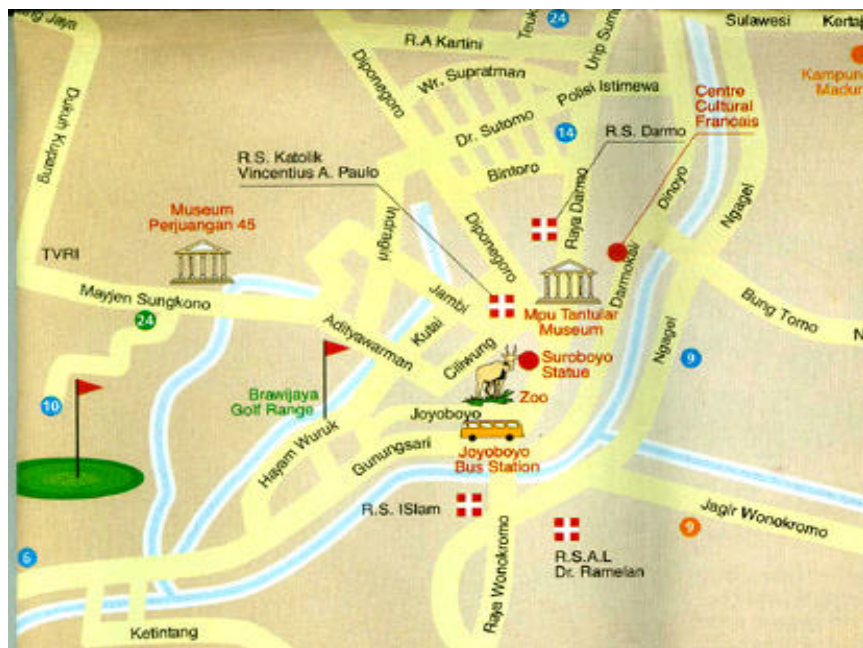 Sulawesi
R.A Kartini
24
Diponegoro
Wr. Supratman
Polisi Istimewa
Dukuh Kupang
Dr. Sutomo
14
Centre
Cultural
Francais
R.S. Darmo
R.S. Katolik
Vincentius A. Paulo
Bintoro
Museum
Perjuangan 45
Indragiri
Diponegoro
Raya Darmo
Dinoyo
Ngagel
TVRI
Mayjen Sungkono
24
Jambi
Mpu Tantular
Museum
Darmokali
Bung Tomo
Adityawarman
Kutai
Ciliwung
Suroboyo
Statue
Ngagel
9
Zoo
10
Brawijaya
Golf Range
Joyoboyo
Hayam Wuruk
Gunungsari
Joyoboyo
Bus Station
R.S. ISlam
Jagir Wonokromo
9
R.S.A.L
Dr. Ramelan
Raya Wonokromo
Ketintang